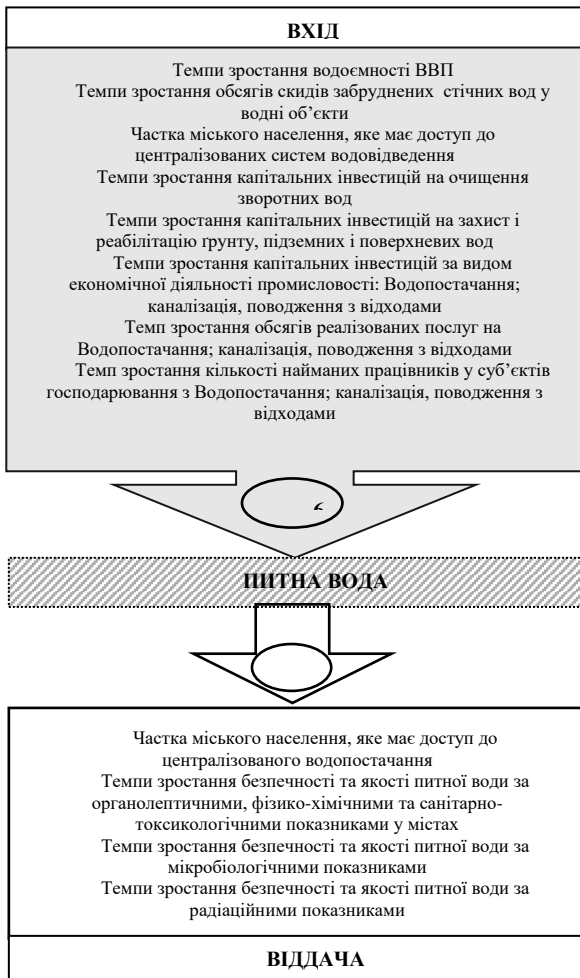 ВХІД
Темпи зростання водоємності ВВП
Темпи зростання обсягів скидів забруднених стічних вод у
водні об’єкти
Частка міського населення, яке має доступ до
централізованих систем водовідведення
Темпи зростання капітальних інвестицій на очищення
зворотних вод
Темпи зростання капітальних інвестицій на захист і
реабілітацію ґрунту, підземних і поверхневих вод
Темпи зростання капітальних інвестицій за видом
економічної діяльності промисловості: Водопостачання;
каналізація, поводження з відходами
Темп зростання обсягів реалізованих послуг на
Водопостачання; каналізація, поводження з відходами
Темп зростання кількості найманих працівників у суб’єктів
господарювання з Водопостачання; каналізація, поводження з
відходами
ПИТНА ВОДА
Частка міського населення, яке має доступ до
централізованого водопостачання
Темпи зростання безпечності та якості питної води за
органолептичними, фізико-хімічними та санітарно-
токсикологічними показниками у містах
Темпи зростання безпечності та якості питної води за
мікробіологічними показниками
Темпи зростання безпечності та якості питної води за
радіаційними показниками
ВІДДАЧА